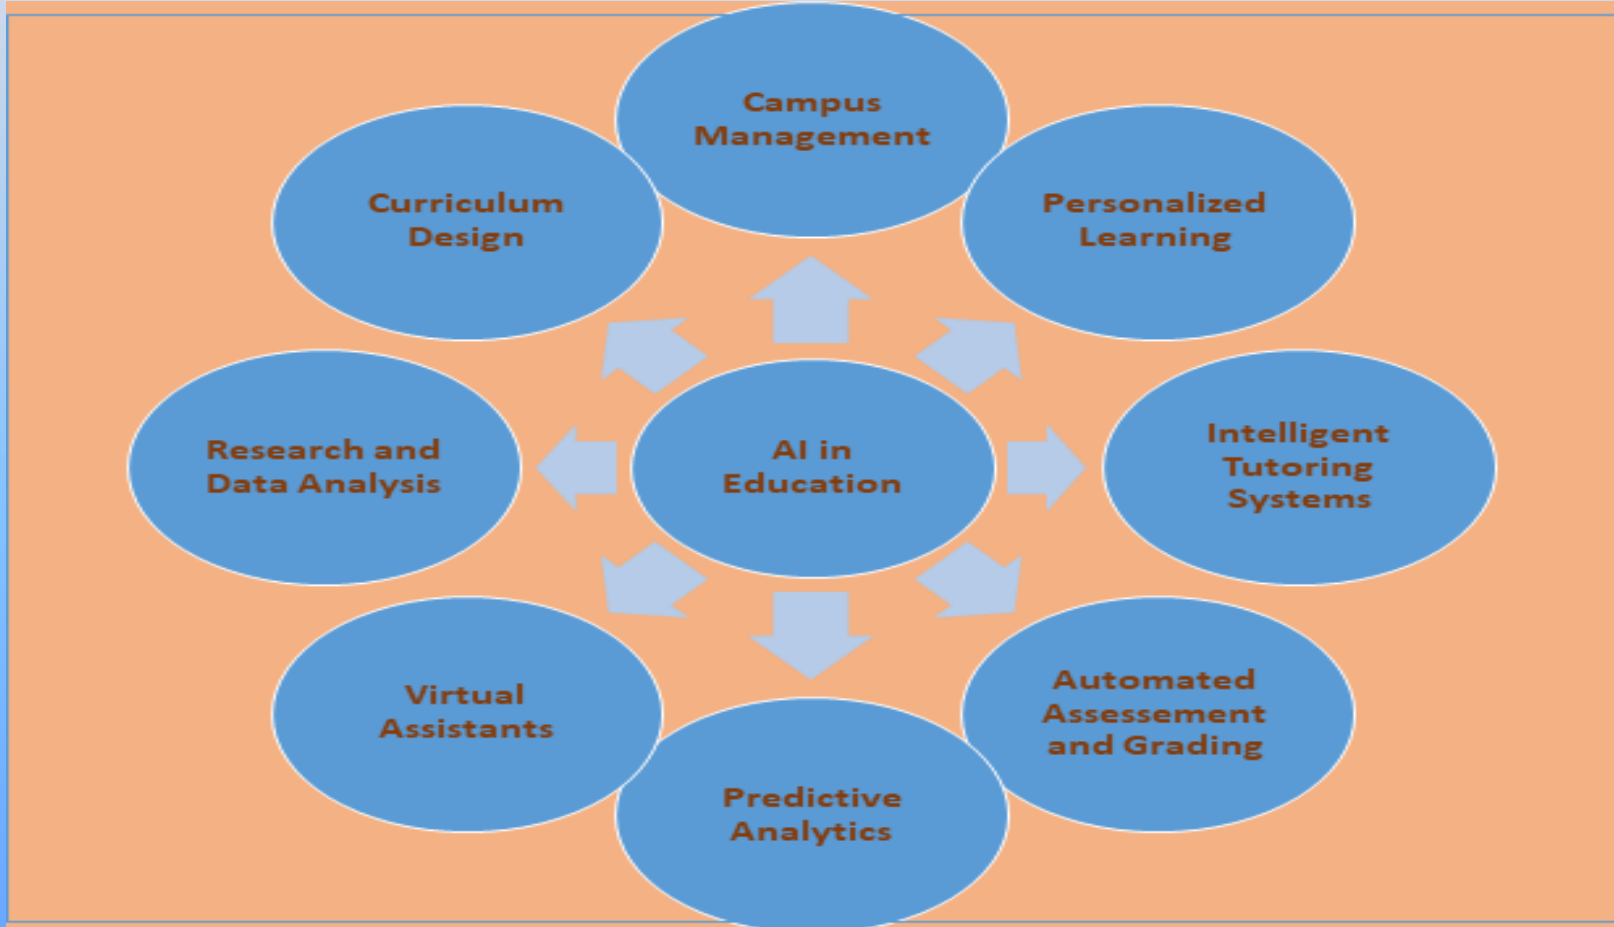 Campus
Management
Curriculum
Design
Personalized
Learning
Research and
Data Analysis
AI in
Education
Intelligent
Tutoring
Systems
Virtual
Assistants
Automated
Assessement
and Grading
Predictive
Analytics